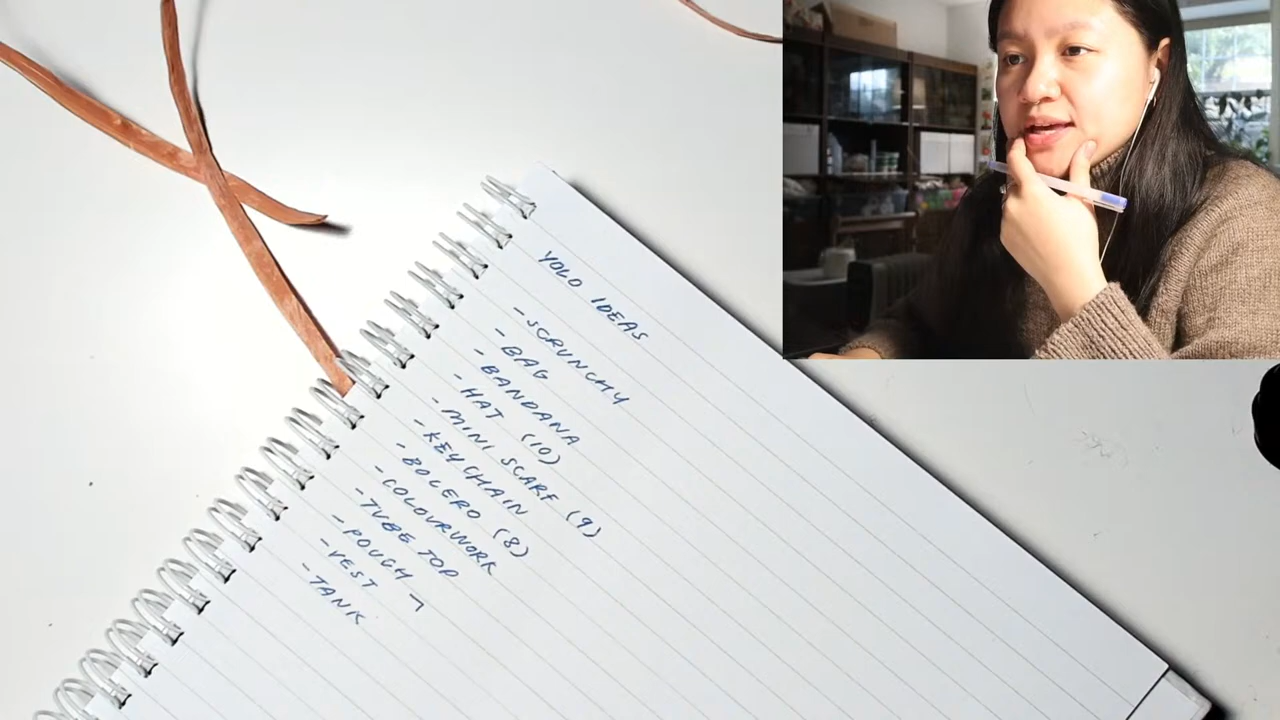 YOLO IDEAS
- SCRUNCHY
- BAG
- BANDANA
- HAT (10)
- MINI SCARF (9)
- KEYCHAIN
- BOLERO (8)
- COLOURWORK
- TUBE TOP
- POUCH 7
- VEST
- TANK